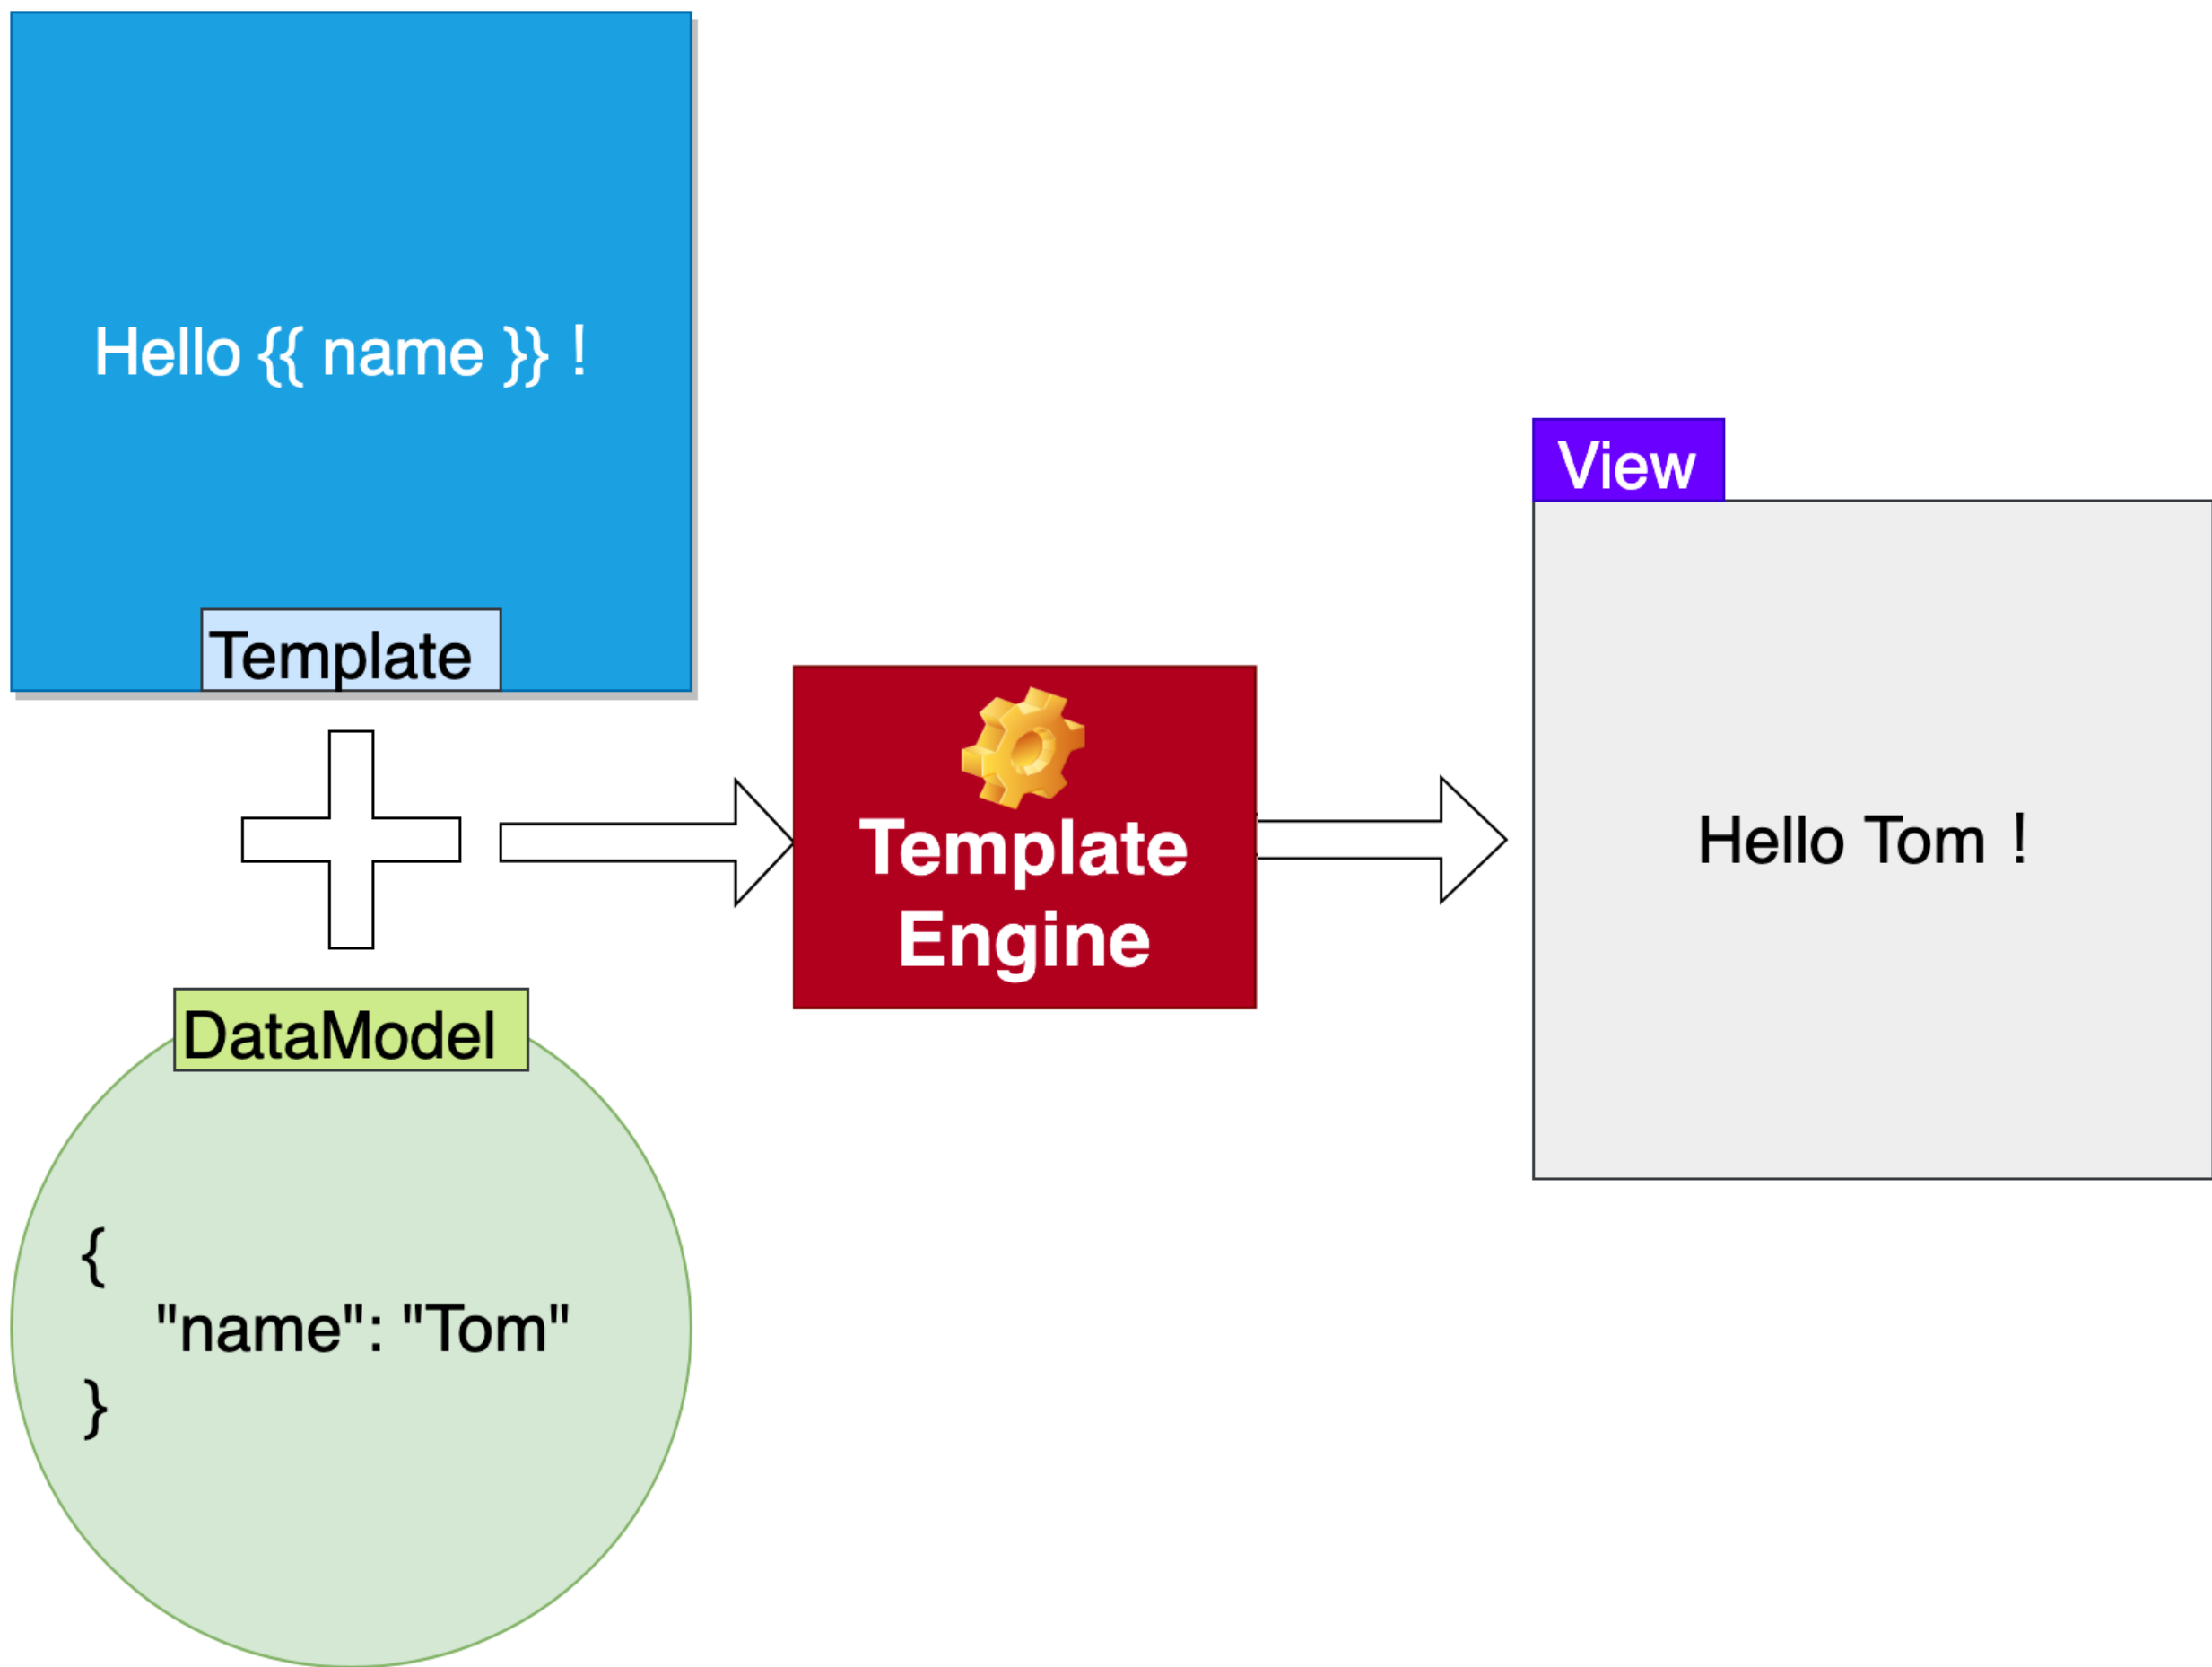 Hello {{ name }} !
Template
DataModel
{
"name": "Tom"
}
Template
Engine
View
Hello Tom !